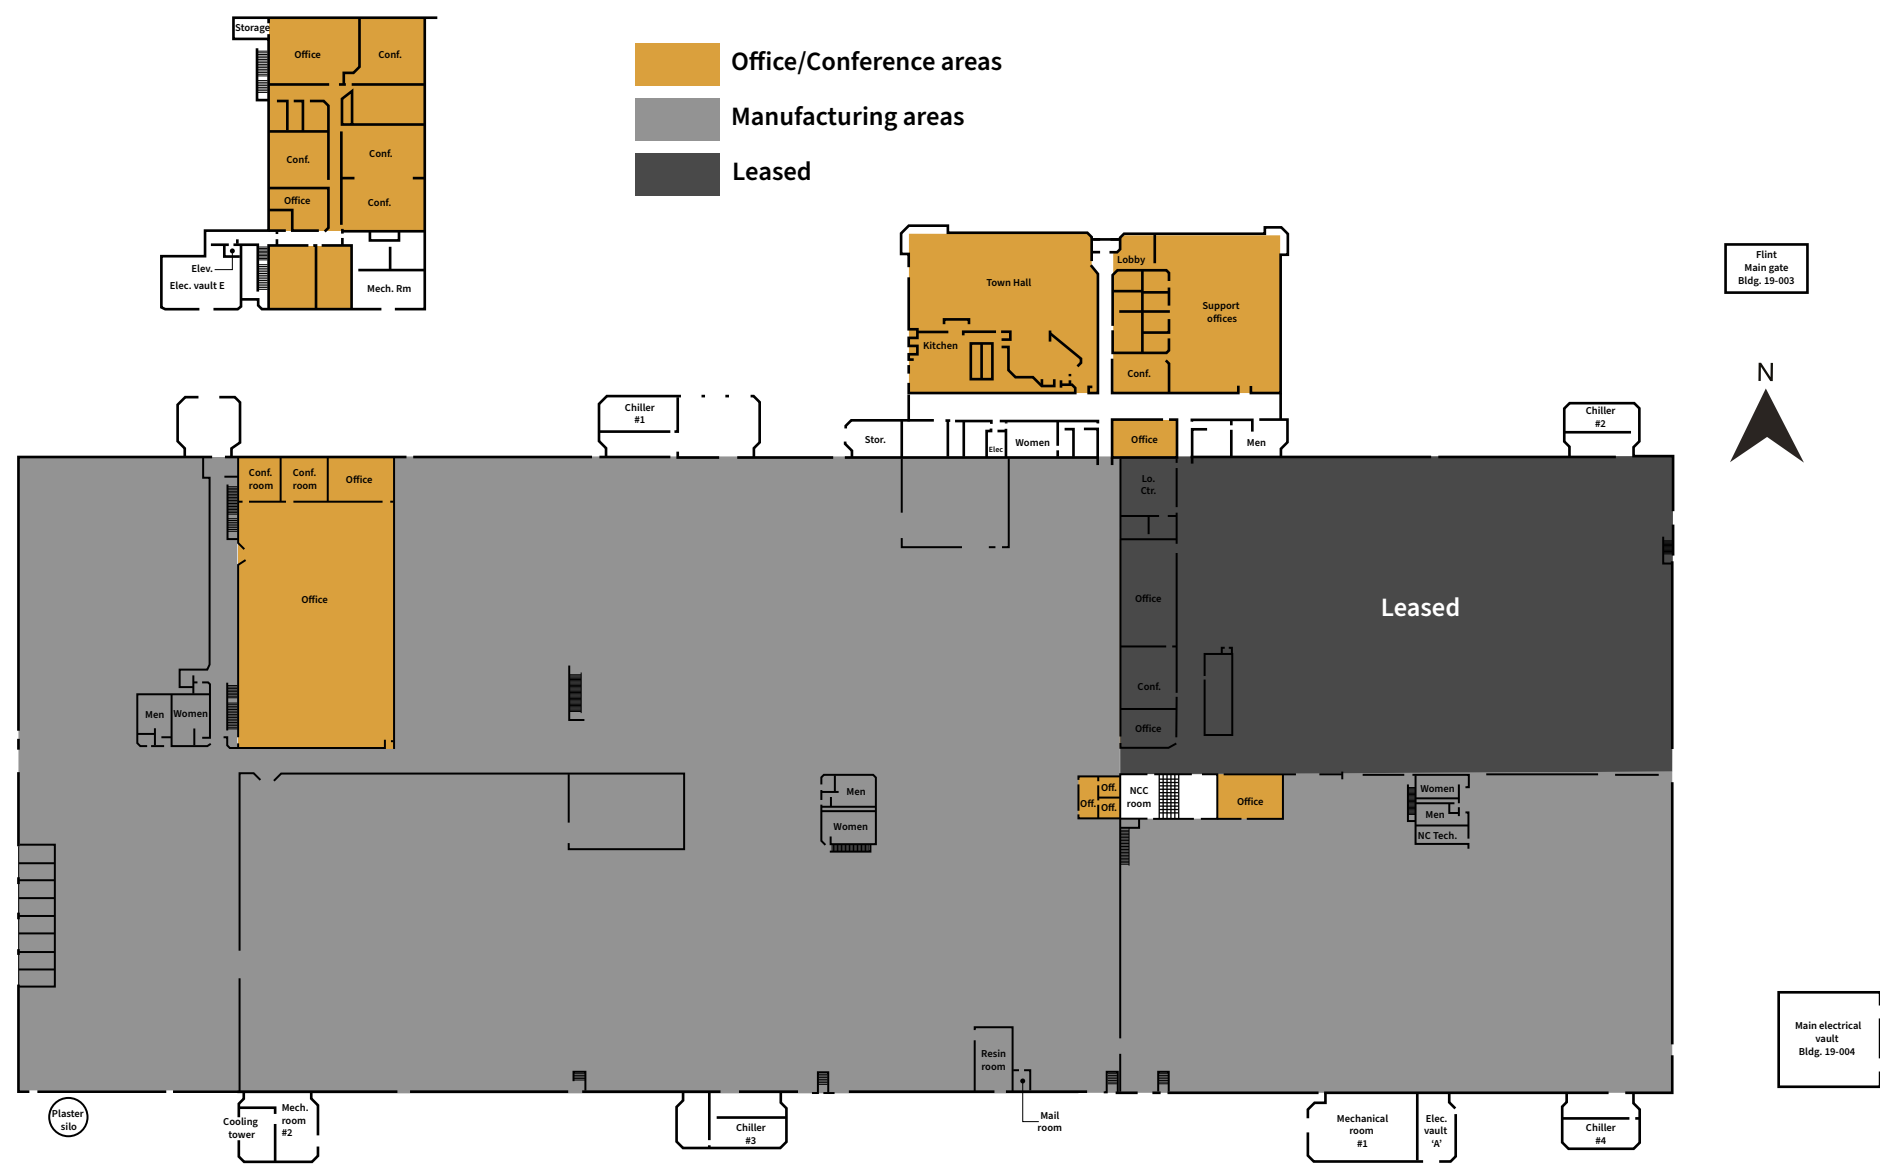 Storage
Office
Conf.
Conf.
Conf.
Office
Conf.
Elev.
Elec. vault E
Mech. Rm
Office/Conference areas
Manufacturing areas
Leased
Lobby
Town Hall
Support
offices
Kitchen
Conf.
Flint
Main gate
Bldg. 19-003
N
Chiller
#1
Stor.
Elec
Women
Office
Men
Chiller
#2
Conf.
room
Conf.
room
Office
Office
Lo.
Ctr.
Office
Conf.
Office
Leased
Men
Women
Men
Women
Off.
Off.
Off.
NCC
room
Office
Women
Men
NC Tech.
Resin
room
Main electrical
vault
Bldg. 19-004
Plaster
silo
Cooling
tower
Mech.
room
#2
Chiller
#3
Mail
room
Mechanical
room
#1
Elec.
vault
‘A’
Chiller
#4